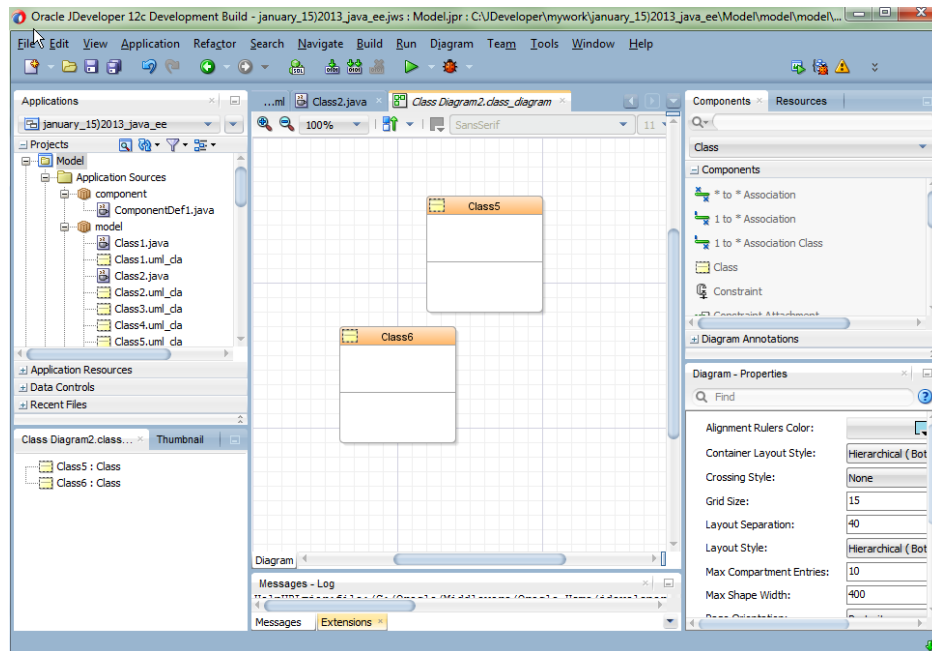 Oracle JDeveloper 12c Development Build - january_15)2013_java_ee.jws : Model.jpr : C:\JDeveloper\mywork\january_15)2013_java_ee\Model\model\model\...
File Edit View Application Refactor Search Navigate Build Run Diagram Team Tools Window Help
Applications
january_15)2013_java_ee
Projects
Model
Application Sources
component
ComponentDef1.java
model
Class1.java
Class1.uml_cla
Class2.java
Class2.uml_cla
Class3.uml_cla
Class4.uml_cla
Class5.uml_cla
Application Resources
Data Controls
Recent Files
Class Diagram2.class... Thumbnail
Class5 : Class
Class6 : Class
...ml Class2.java Class Diagram2.class_diagram
100% SansSerif 11
Class5
Class6
Diagram
Messages - Log
Messages Extensions
Components Resources
Class
Components
* to * Association
1 to * Association
1 to * Association Class
Class
Constraint
Constraint Attachment
Diagram Annotations
Diagram - Properties
Find
Alignment Rulers Color:
Container Layout Style: Hierarchical ( Bot
Crossing Style: None
Grid Size: 15
Layout Separation: 40
Layout Style: Hierarchical ( Bot
Max Compartment Entries: 10
Max Shape Width: 400